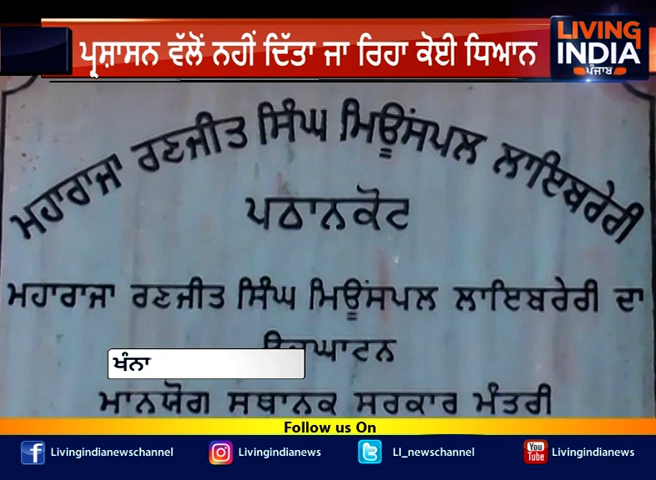 ਪ੍ਰਸ਼ਾਸਨ ਵੱਲੋਂ ਨਹੀਂ ਦਿੱਤਾ ਜਾ ਰਿਹਾ ਕੋਈ ਧਿਆਨ
LIVING
INDIA
ਪੰਜਾਬ
ਮਹਾਰਾਜਾ ਰਣਜੀਤ ਸਿੰਘ ਮਿਊਂਸਪਲ ਲਾਇਬਰੇਰੀ
ਪਠਾਨਕੋਟ
ਮਹਾਰਾਜਾ ਰਣਜੀਤ ਸਿੰਘ ਮਿਊਂਸਪਲ ਲਾਇਬਰੇਰੀ ਦਾ
ਖੰਨਾ
ਮਾਨਯੋਗ ਸਥਾਨਕ ਸਰਕਾਰ ਮੰਤਰੀ
Follow us On
Livingindianewschannel
Livingindianews
LI_newschannel
You Tube
Livingindianews